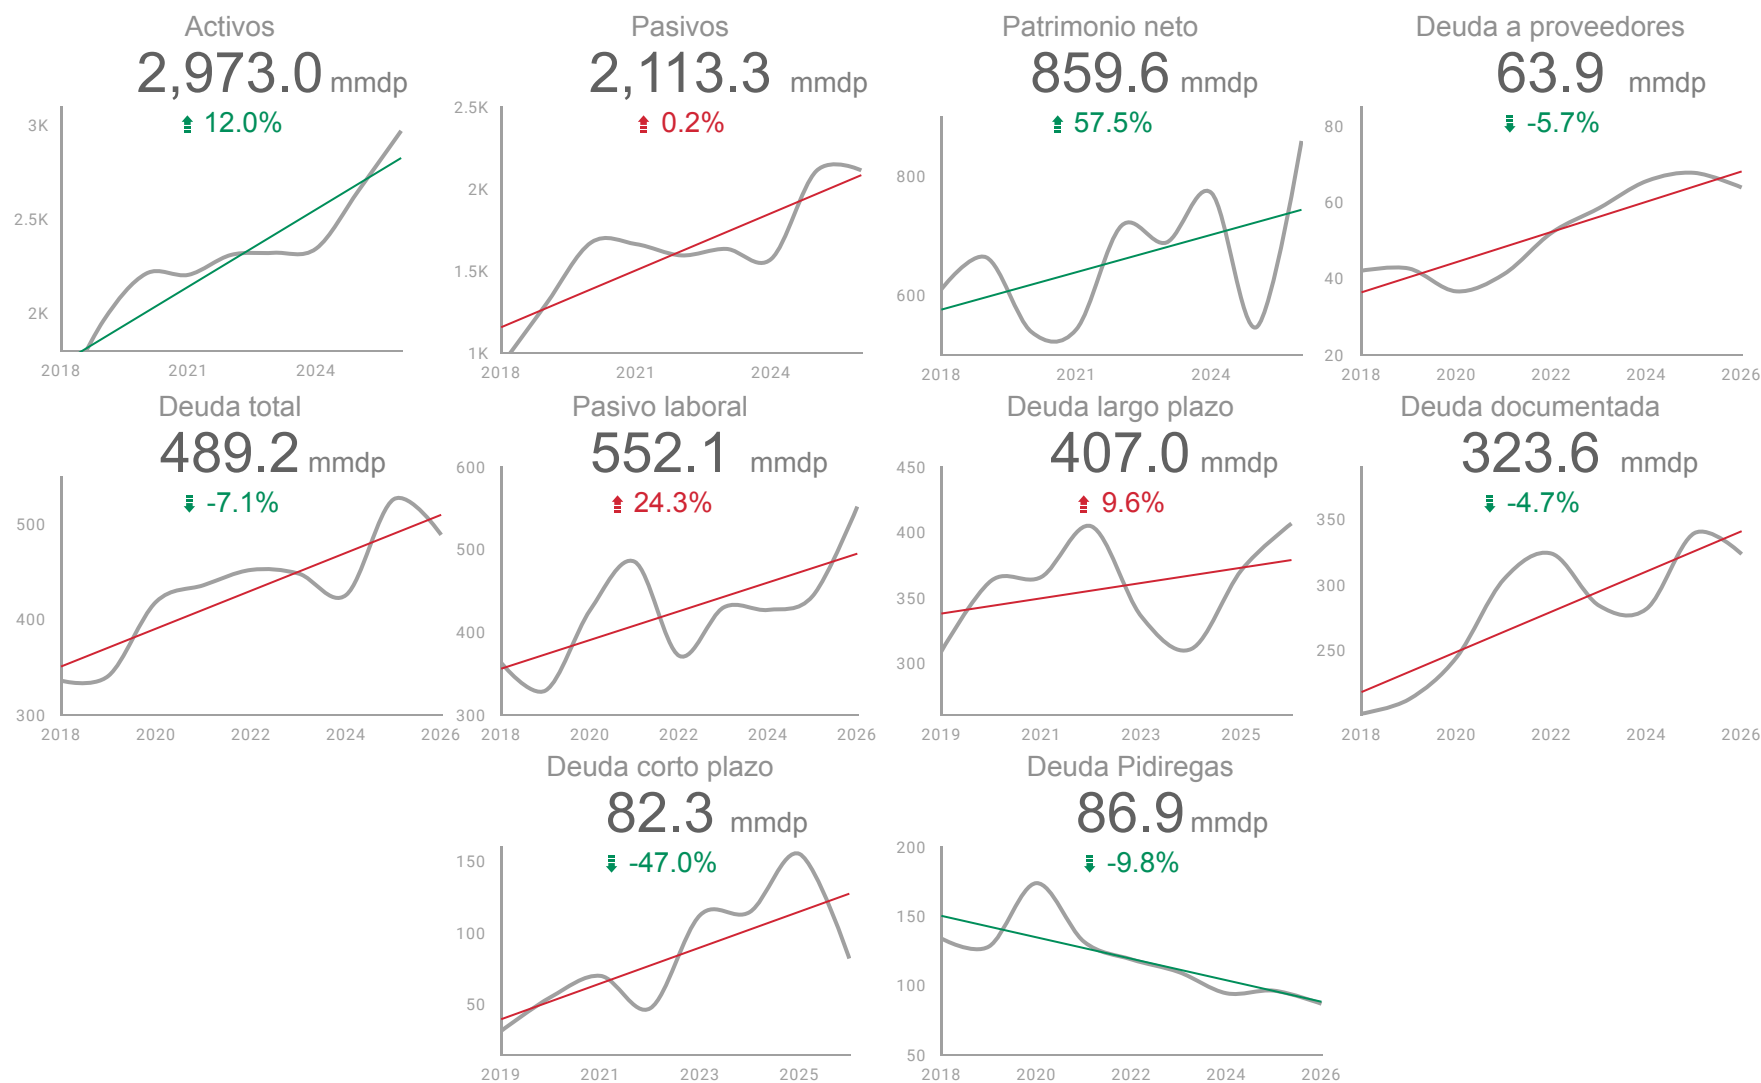 Activos
2,973.0 mmdp
12.0%
3K
2.5K
2K
2018 2021 2024
Pasivos
2,113.3 mmdp
0.2%
2.5K
2K
1.5K
1K
2018 2021 2024
Patrimonio neto
859.6 mmdp
57.5%
800
600
2018 2021 2024
Deuda a proveedores
63.9 mmdp
-5.7%
80
60
40
20
2018 2020 2022 2024 2026
Deuda total
489.2 mmdp
-7.1%
500
400
300
2018 2020 2022 2024 2026
Pasivo laboral
552.1 mmdp
24.3%
600
500
400
300
2018 2020 2022 2024 2026
Deuda largo plazo
407.0 mmdp
9.6%
450
400
350
300
2019 2021 2023 2025
Deuda documentada
323.6 mmdp
-4.7%
350
300
250
2018 2020 2022 2024 2026
Deuda corto plazo
82.3 mmdp
-47.0%
150
100
50
2019 2021 2023 2025
Deuda Pidiregas
86.9 mmdp
-9.8%
200
150
100
50
2018 2020 2022 2024 2026